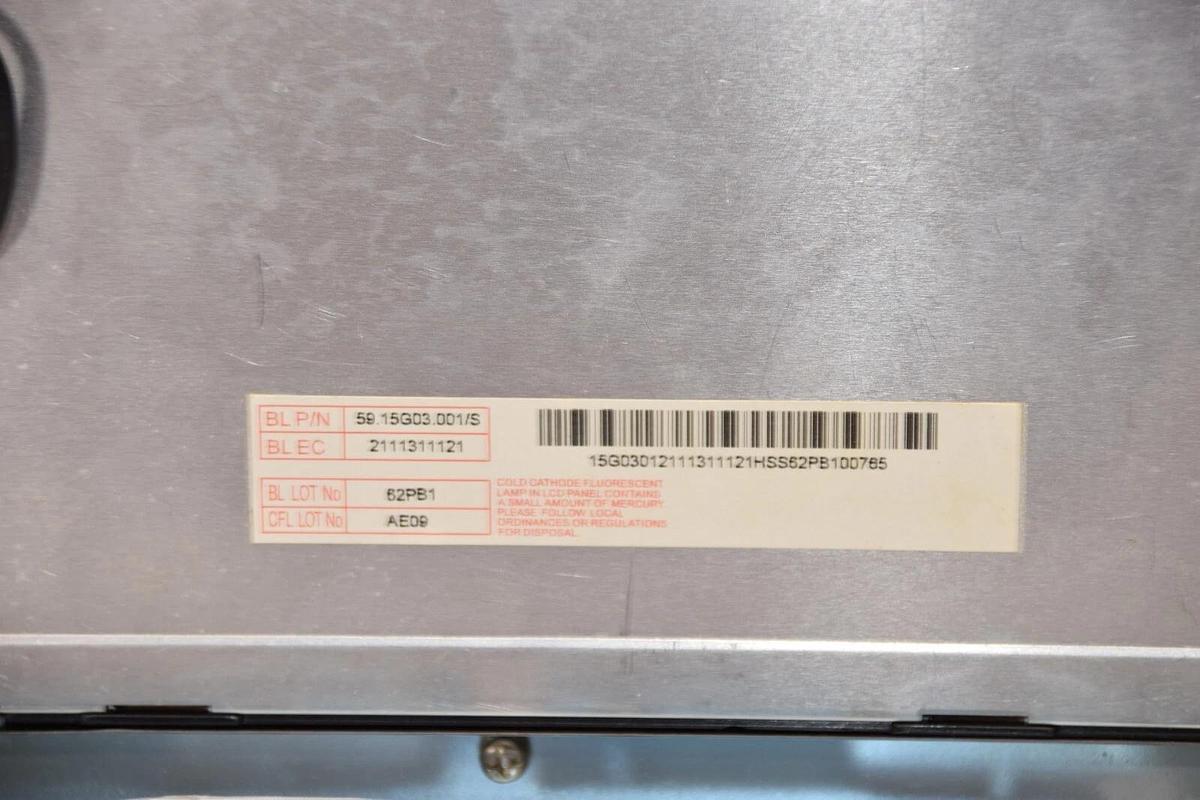 BL P/N 59.15G03.001/S
BL EC 2111311121
15G03012111311121HSS62PB100765
BL LOT No 62PB1
CFL LOT No AE09
COLD CATHODE FLUORESCENT
LAMP IN LCD PANEL CONTAINS
A SMALL AMOUNT OF MERCURY
PLEASE FOLLOW LOCAL
ORDINANCES OR REGULATIONS
FOR DISPOSAL.